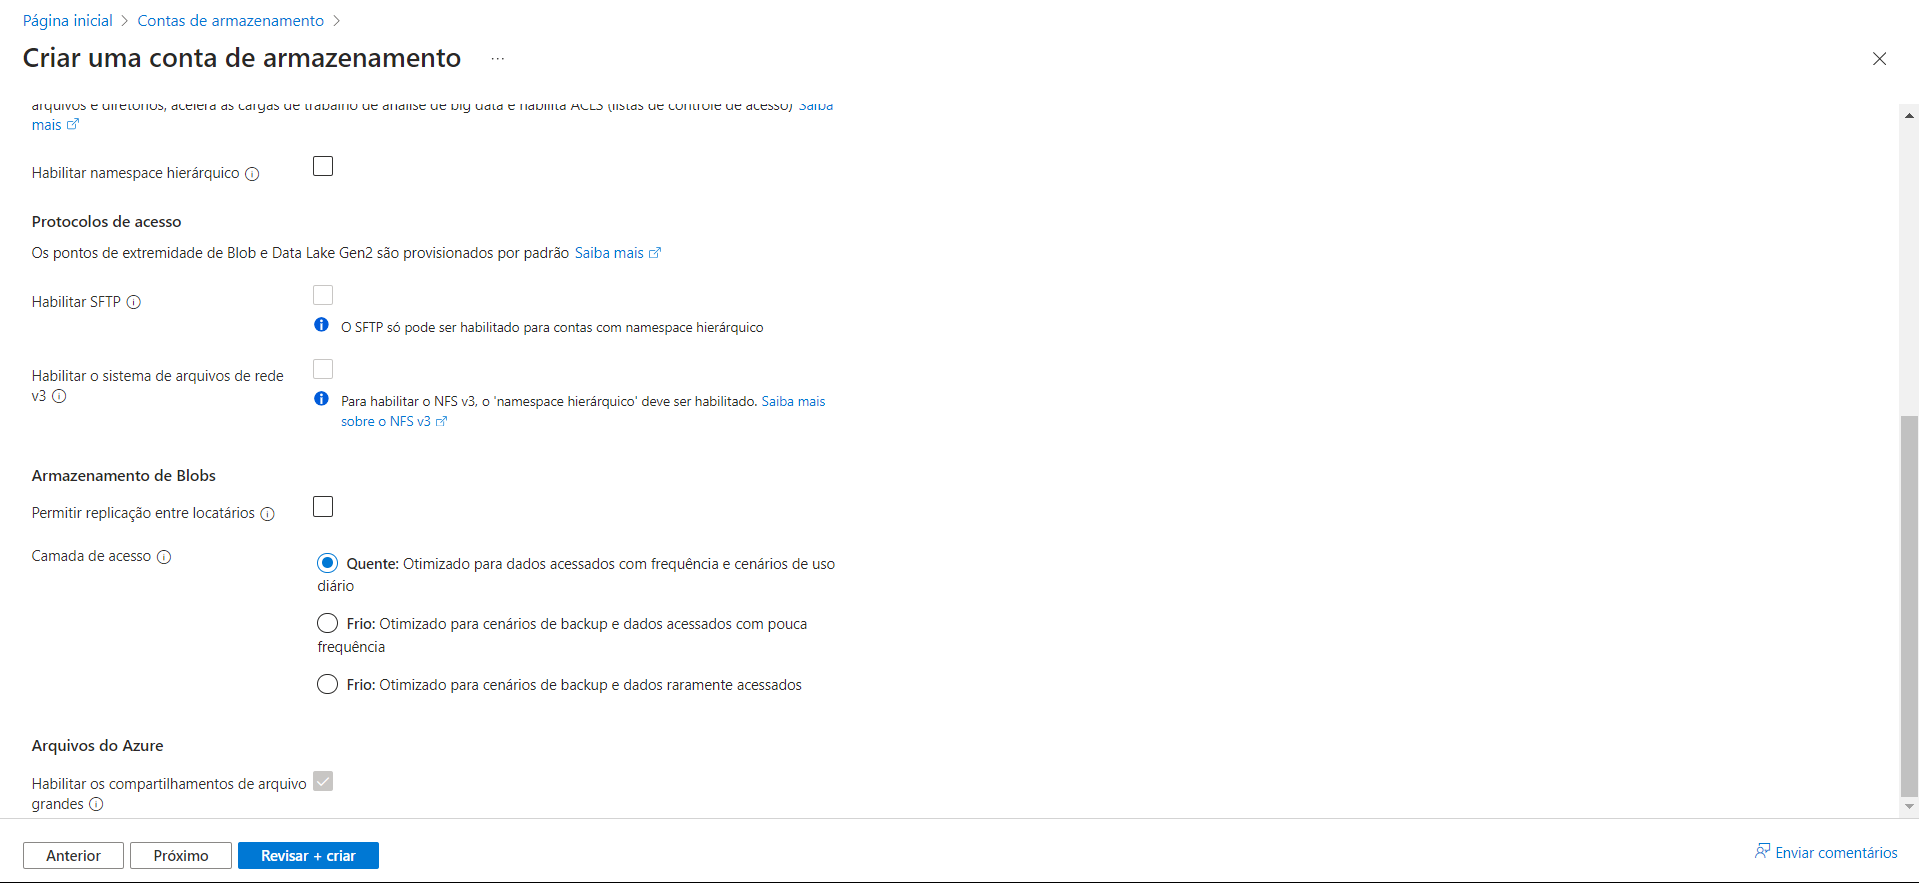 Página inicial > Contas de armazenamento >
Criar uma conta de armazenamento ...
arquivos e diretórios, acelera as cargas de trabalho de análise de big data e habilita ACLS (listas de controle de acesso) Saiba
mais
Habilitar namespace hierárquico
Protocolos de acesso
Os pontos de extremidade de Blob e Data Lake Gen2 são provisionados por padrão Saiba mais
Habilitar SFTP
O SFTP só pode ser habilitado para contas com namespace hierárquico
Habilitar o sistema de arquivos de rede
v3
Para habilitar o NFS v3, o 'namespace hierárquico' deve ser habilitado. Saiba mais
sobre o NFS v3
Armazenamento de Blobs
Permitir replicação entre locatários
Camada de acesso
Quente: Otimizado para dados acessados com frequência e cenários de uso
diário
Frio: Otimizado para cenários de backup e dados acessados com pouca
frequência
Frio: Otimizado para cenários de backup e dados raramente acessados
Arquivos do Azure
Habilitar os compartilhamentos de arquivo
grandes
Anterior
Próximo
Revisar + criar
Enviar comentários